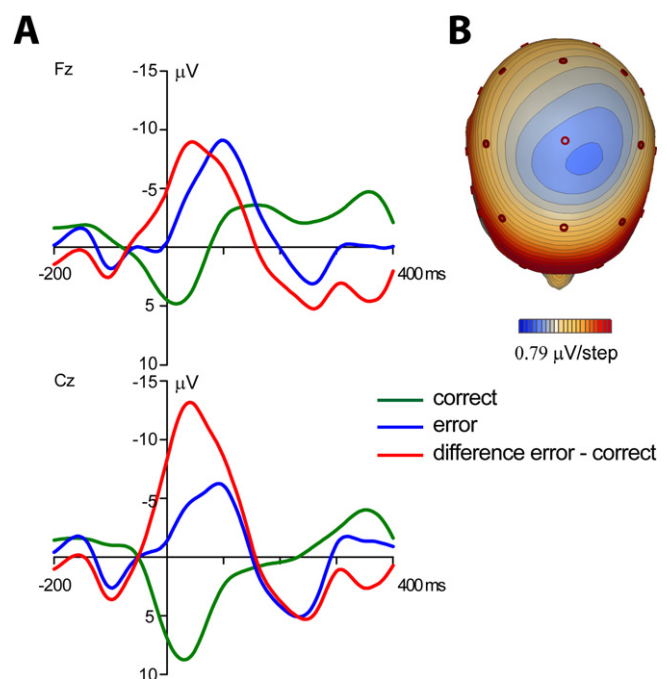 A
B
Fz
-15
μV
-10
-5
-200
400 ms
5
10
0.79 μV/step
Cz
-15
μV
-10
-5
correct
error
difference error - correct
-200
400 ms
5
10